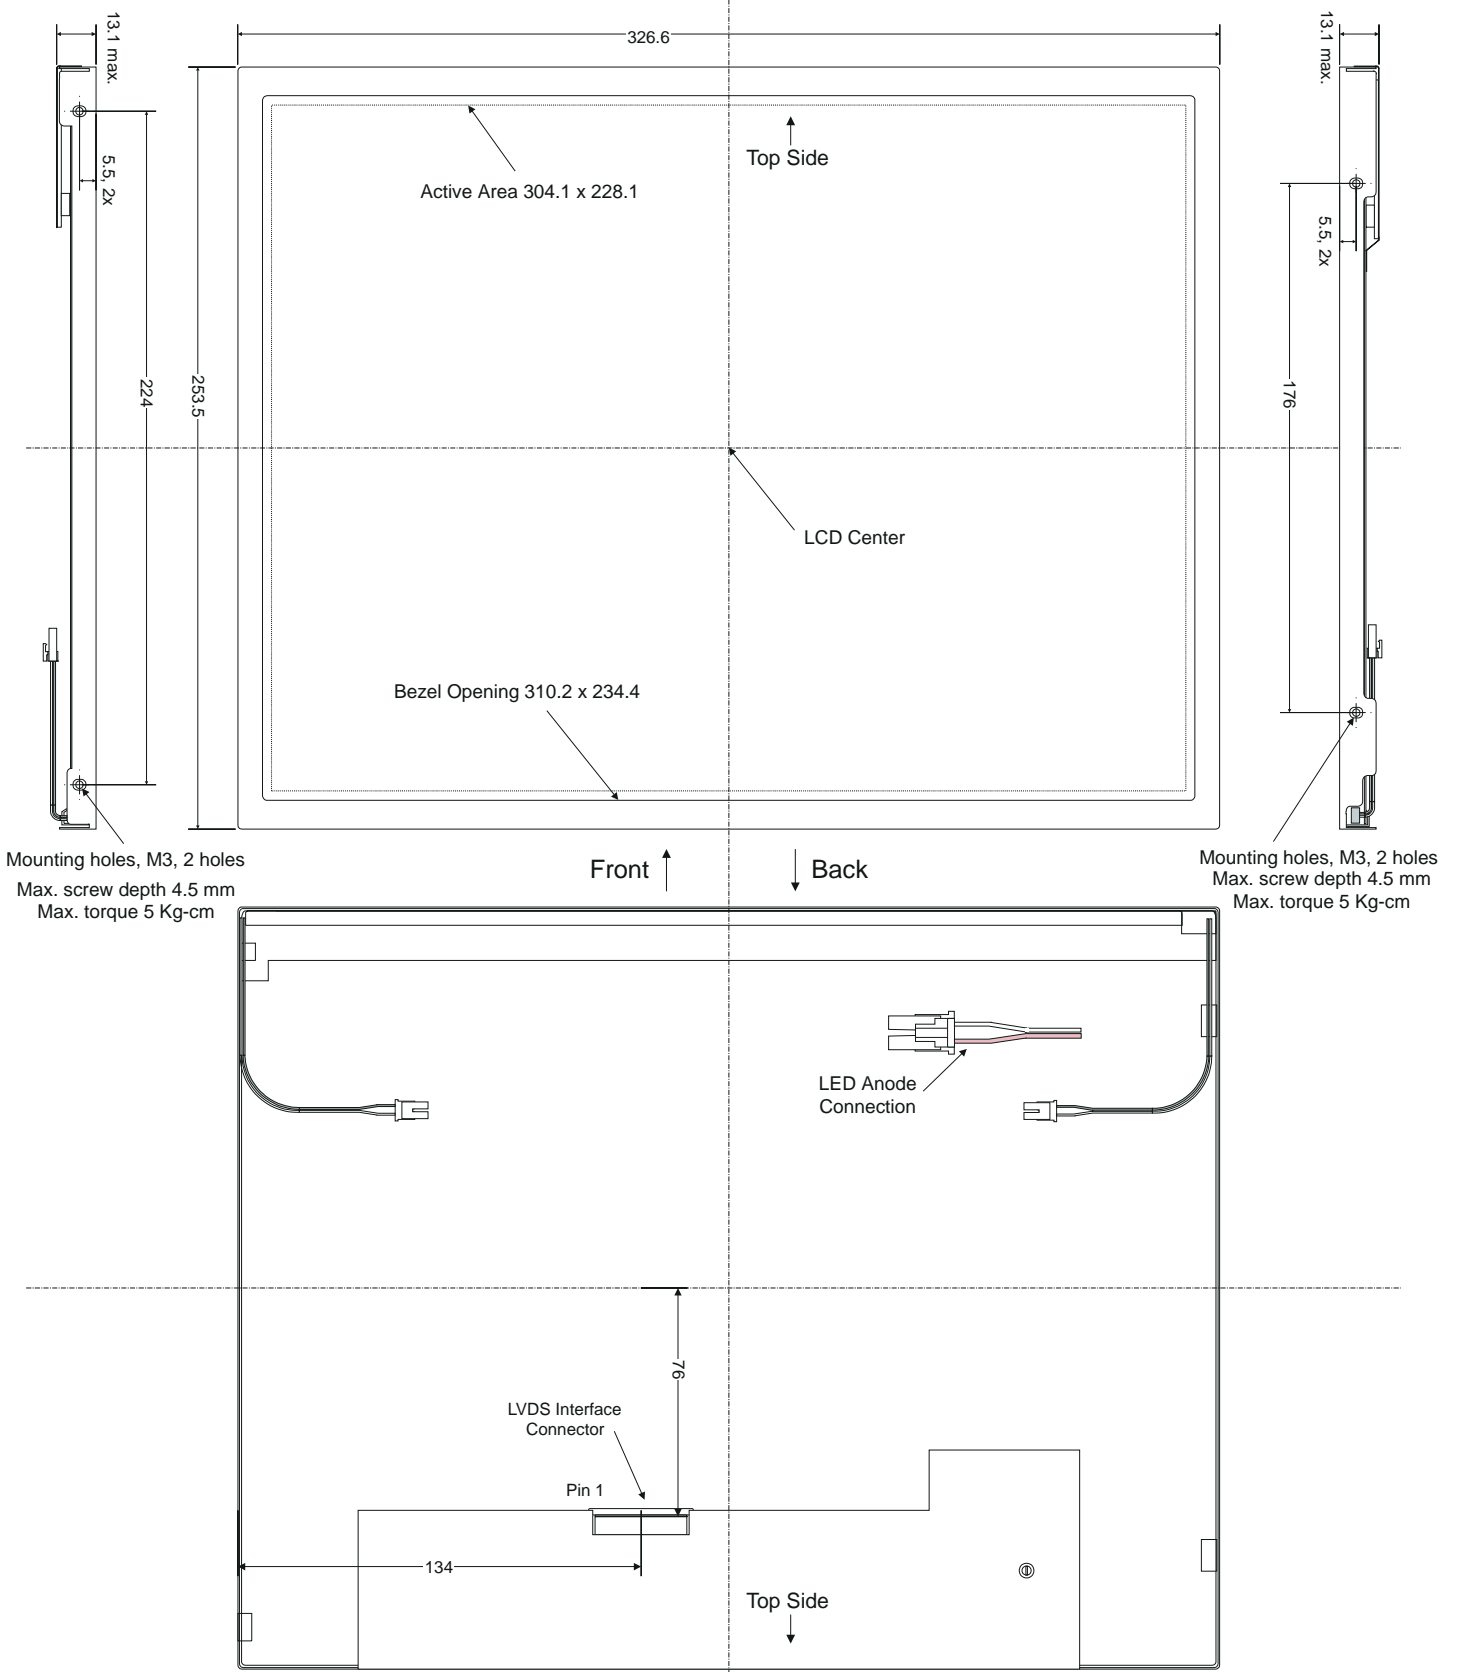 13.1 max.
326.6
13.1 max.
Top Side
5.5, 2x
Active Area 304.1 x 228.1
5.5, 2x
224
253.5
176
LCD Center
Bezel Opening 310.2 x 234.4
Mounting holes, M3, 2 holes
Max. screw depth 4.5 mm
Max. torque 5 Kg-cm
Front
Back
Mounting holes, M3, 2 holes
Max. screw depth 4.5 mm
Max. torque 5 Kg-cm
LED Anode
Connection
76
LVDS Interface
Connector
Pin 1
134
Top Side